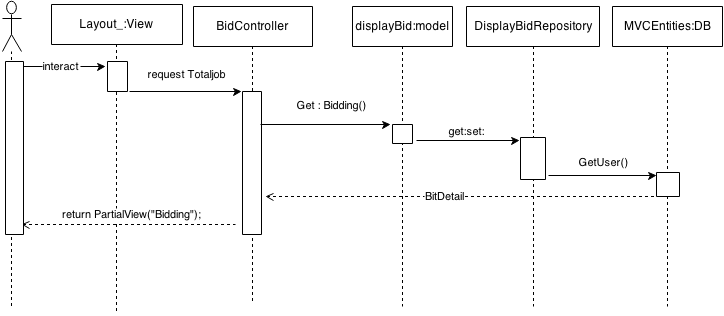 Layout_:View
BidController
displayBid:model
DisplayBidRepository
MVCEntities:DB
interact
request Totaljob
Get : Bidding()
get:set:
GetUser()
BitDetail
return PartialView("Bidding");